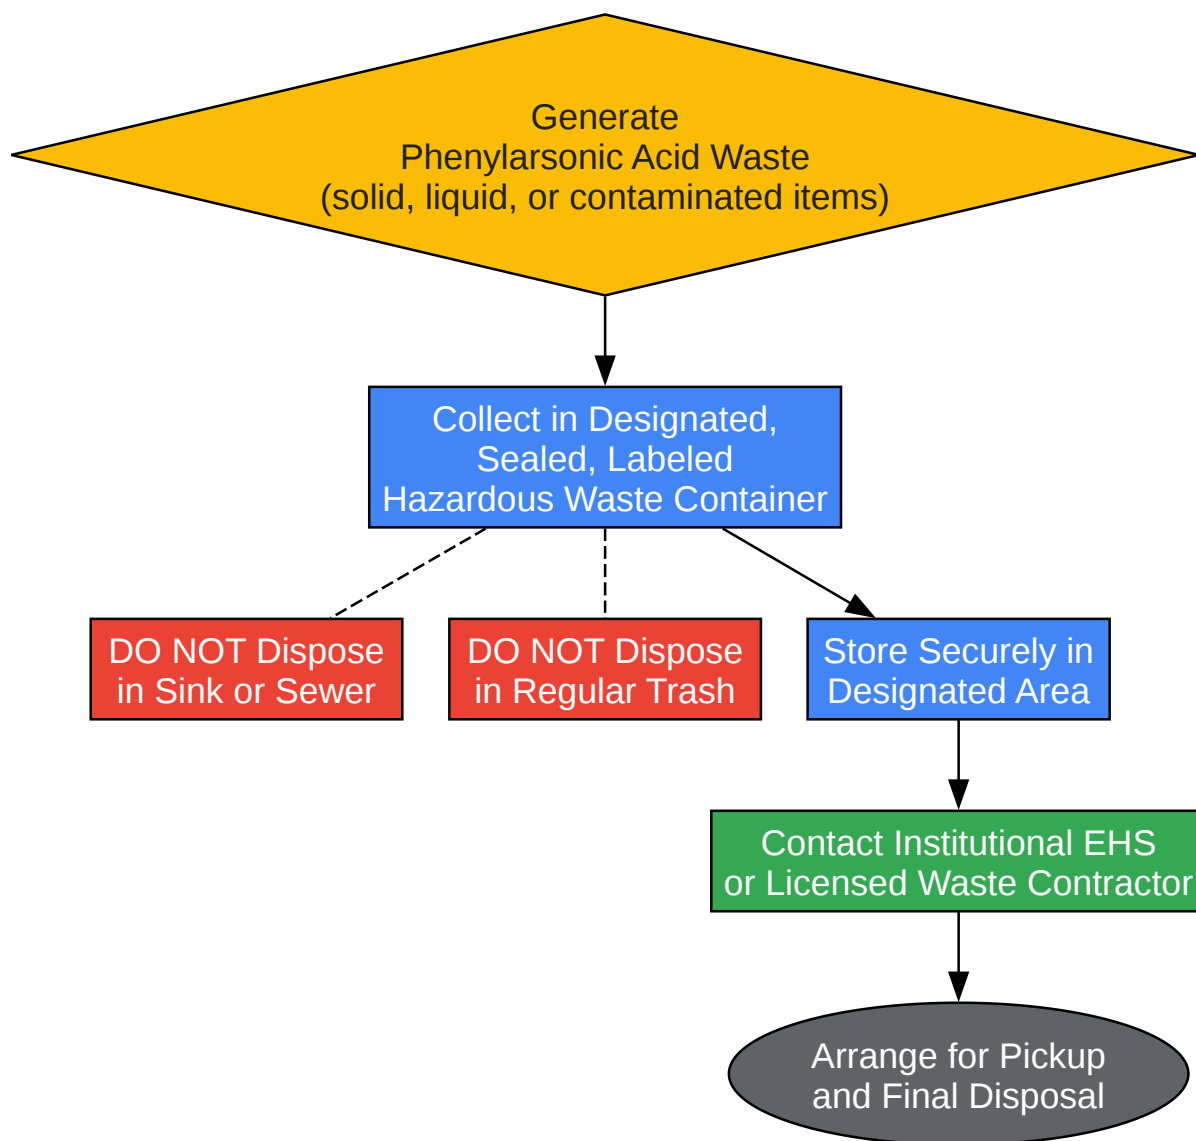 Generate
Phenylarsonic Acid Waste
(solid, liquid, or contaminated items)
Collect in Designated,
Sealed, Labeled
Hazardous Waste Container
DO NOT Dispose
in Sink or Sewer
DO NOT Dispose
in Regular Trash
Store Securely in
Designated Area
Contact Institutional EHS
or Licensed Waste Contractor
Arrange for Pickup
and Final Disposal